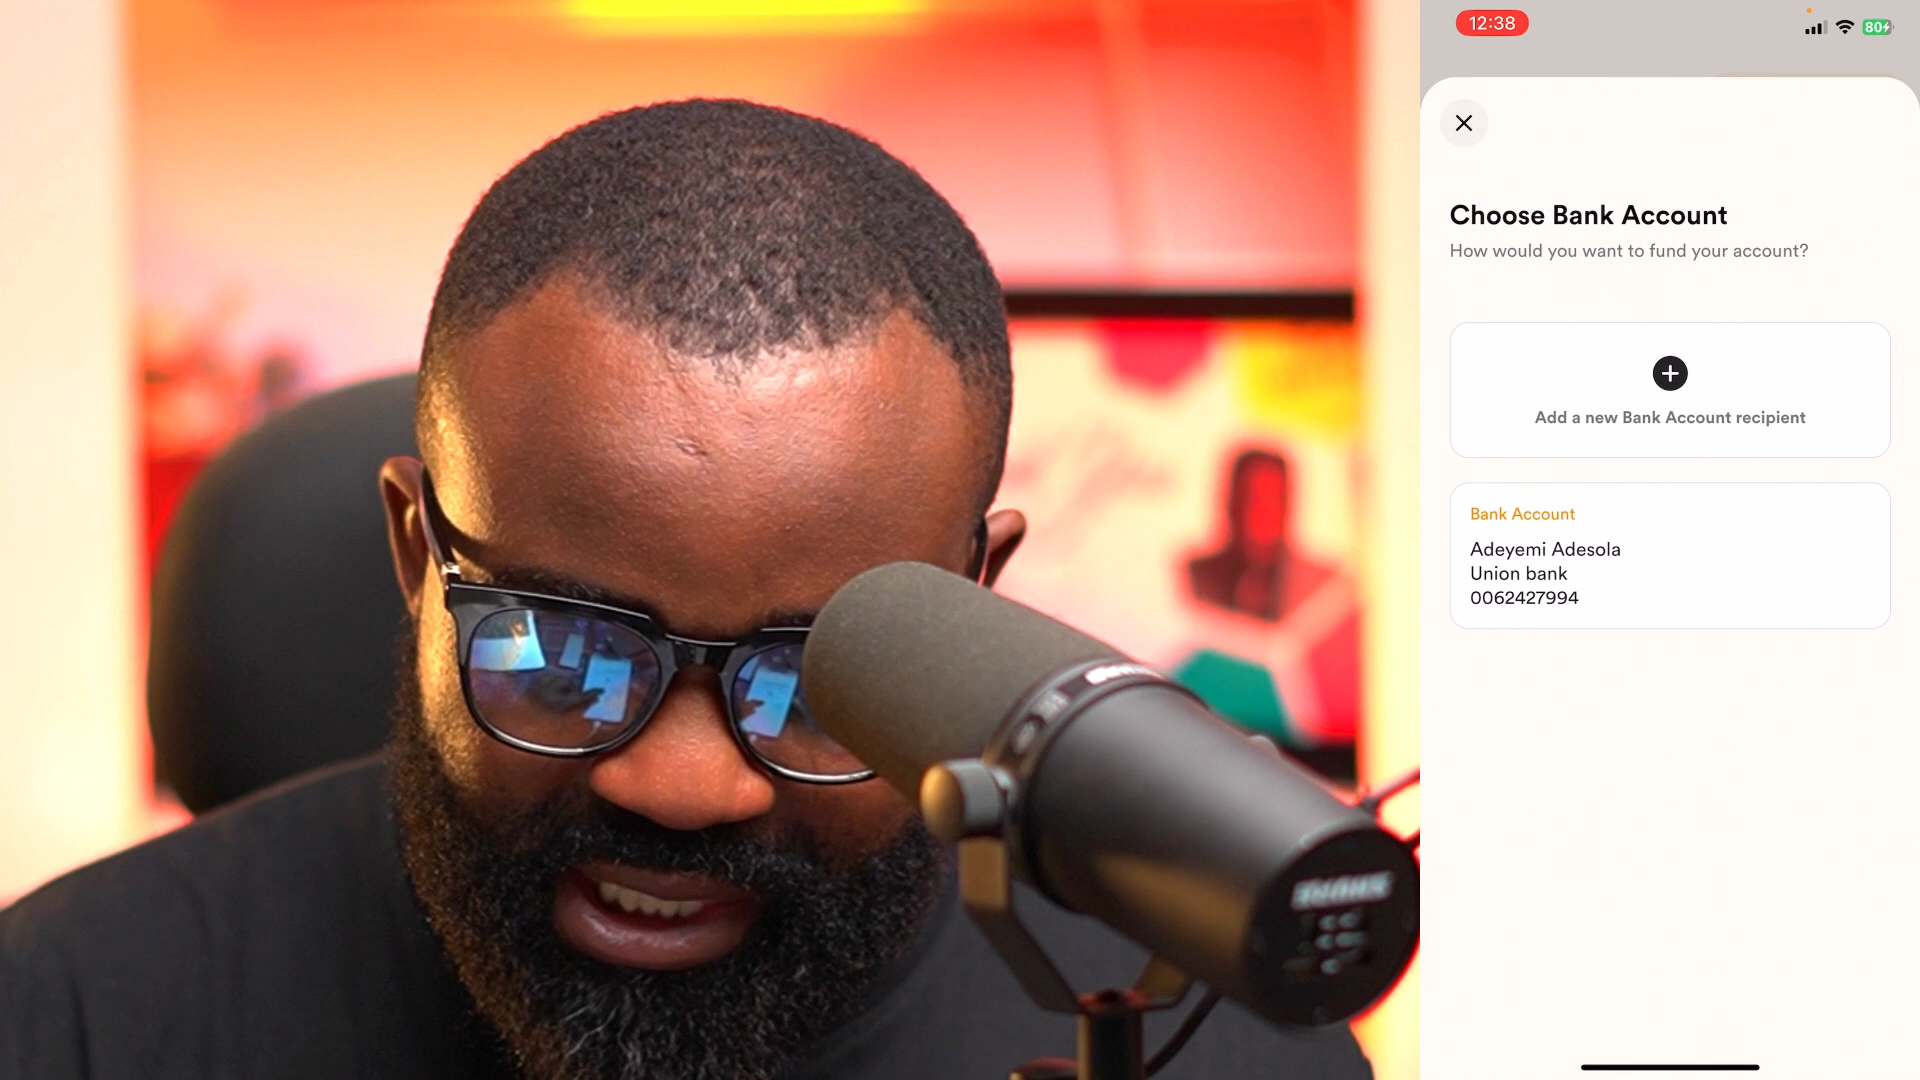 12:38
80
Choose Bank Account
How would you want to fund your account?
Add a new Bank Account recipient
Bank Account
Adeyemi Adesola
Union bank
0062427994